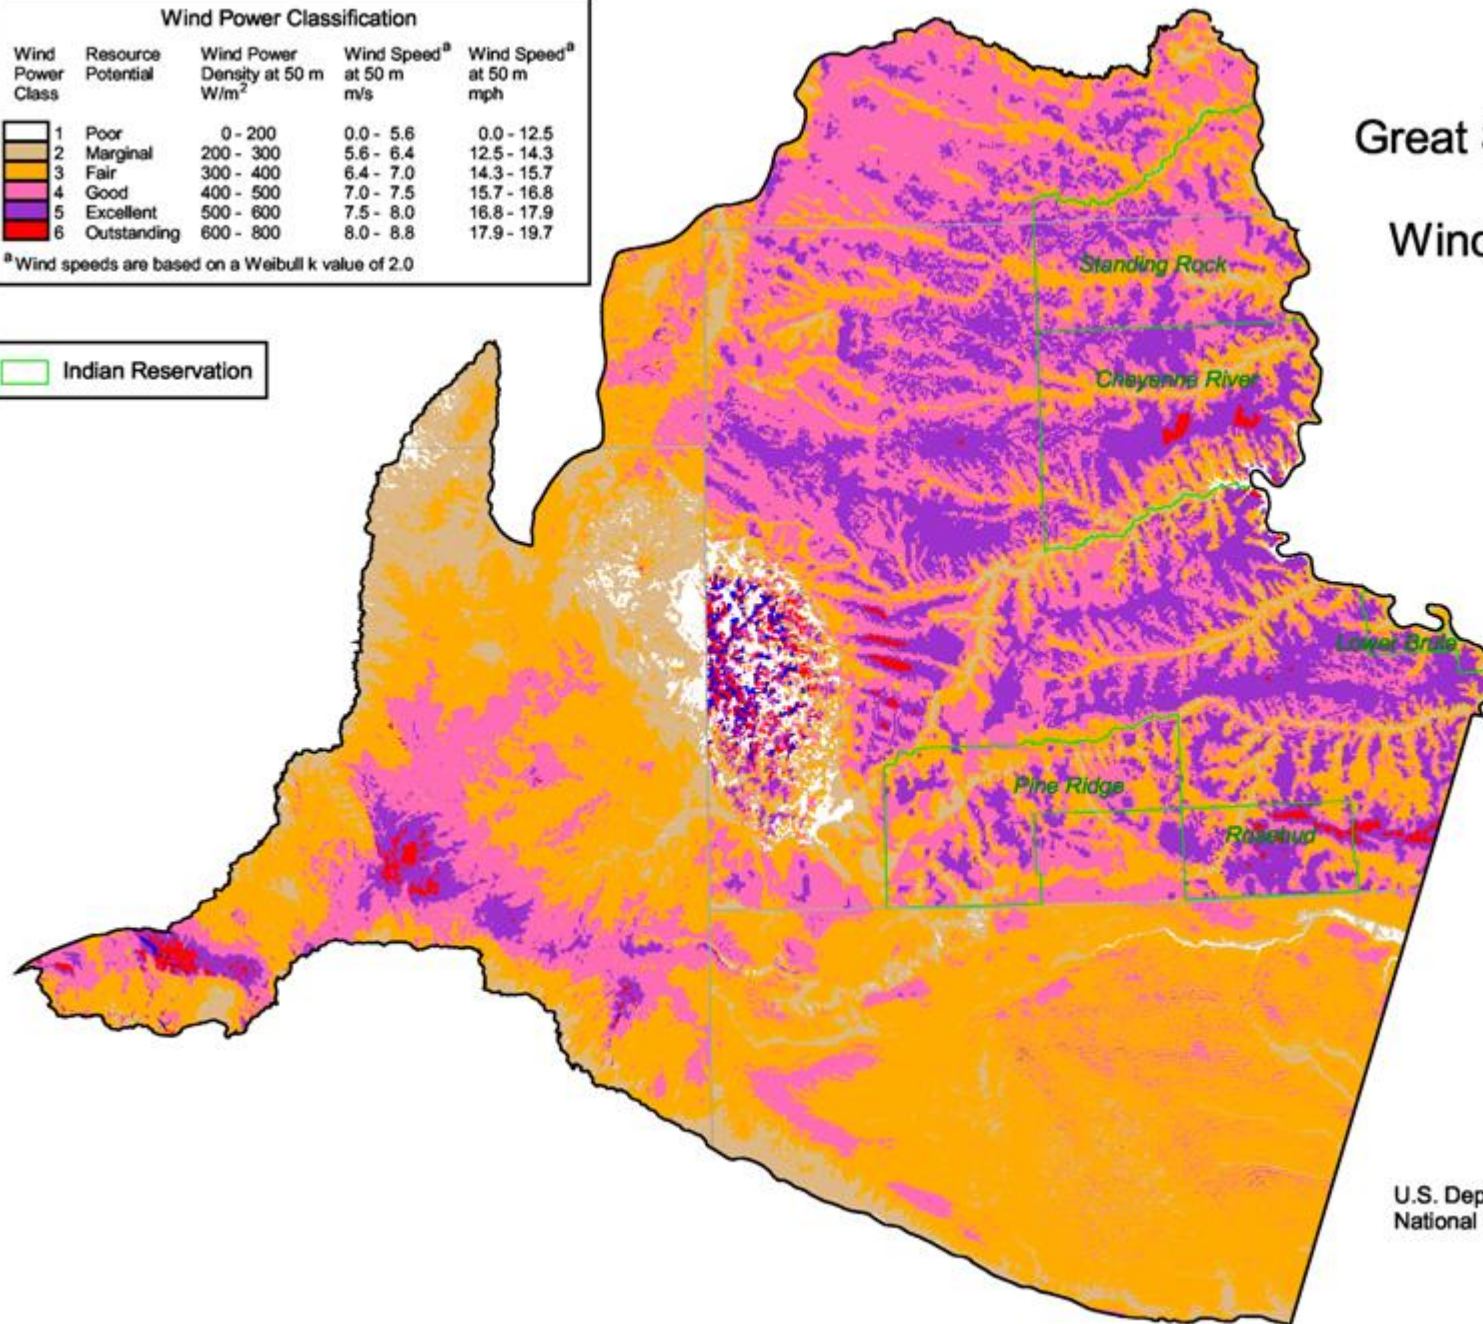 Wind Power Classification
Wind Power Class Resource Potential Wind Power Density at 50 m W/m² Wind Speedª at 50 m m/s Wind Speedª at 50 m mph
1 Poor 0 - 200 0.0 - 5.6 0.0 - 12.5
2 Marginal 200 - 300 5.6 - 6.4 12.5 - 14.3
3 Fair 300 - 400 6.4 - 7.0 14.3 - 15.7
4 Good 400 - 500 7.0 - 7.5 15.7 - 16.8
5 Excellent 500 - 600 7.5 - 8.0 16.8 - 17.9
6 Outstanding 600 - 800 8.0 - 8.8 17.9 - 19.7
ª Wind speeds are based on a Weibull k value of 2.0
Indian Reservation
Great
Wind
Standing Rock
Cheyenne River
Lower Brule
Pine Ridge
Rosebud
U.S. Dep
National